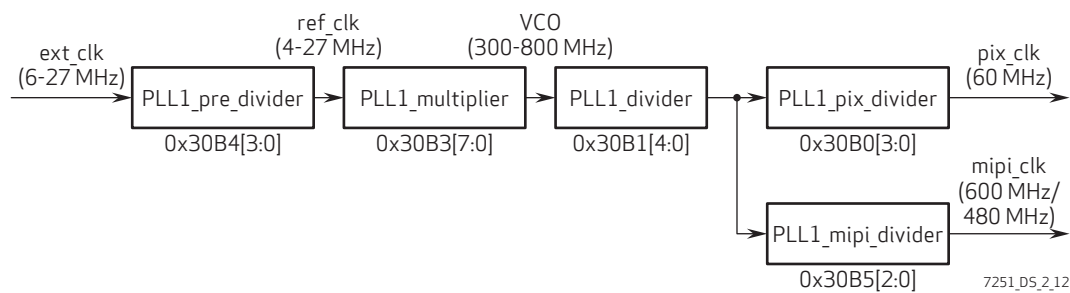 ext_clk
(6-27 MHz)
PLL1_pre_divider
0x30B4[3:0]
ref_clk
(4-27 MHz)
PLL1_multiplier
0x30B3[7:0]
VCO
(300-800 MHz)
PLL1_divider
0x30B1[4:0]
PLL1_pix_divider
0x30B0[3:0]
pix_clk
(60 MHz)
PLL1_mipi_divider
0x30B5[2:0]
mipi_clk
(600 MHz/
480 MHz)
7251_DS_2_12